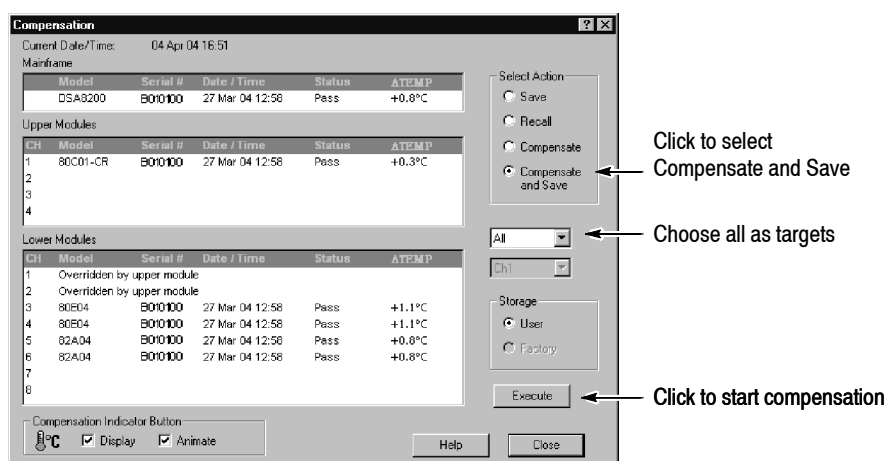 Compensation
Current Date/Time: 04 Apr 04 16:51
Mainframe
Model Serial # Date / Time Status ΔTEMP
DSA8200 B010100 27 Mar 04 12:58 Pass +0.8°C
Upper Modules
CH Model Serial # Date / Time Status ΔTEMP
1 80C01-CR B010100 27 Mar 04 12:58 Pass +0.3°C
2
3
4
Lower Modules
CH Model Serial # Date / Time Status ΔTEMP
1 Overridden by upper module
2 Overridden by upper module
3 80E04 B010100 27 Mar 04 12:58 Pass +1.1°C
4 80E04 B010100 27 Mar 04 12:58 Pass +1.1°C
5 82A04 B010100 27 Mar 04 12:58 Pass +0.8°C
6 82A04 B010100 27 Mar 04 12:58 Pass +0.8°C
7
8
Compensation Indicator Button
°C Display Animate
Select Action
Save
Recall
Compensate
Compensate
and Save
All
Ch1
Storage
User
Factory
Execute
Help Close
Click to select
Compensate and Save
Choose all as targets
Click to start compensation